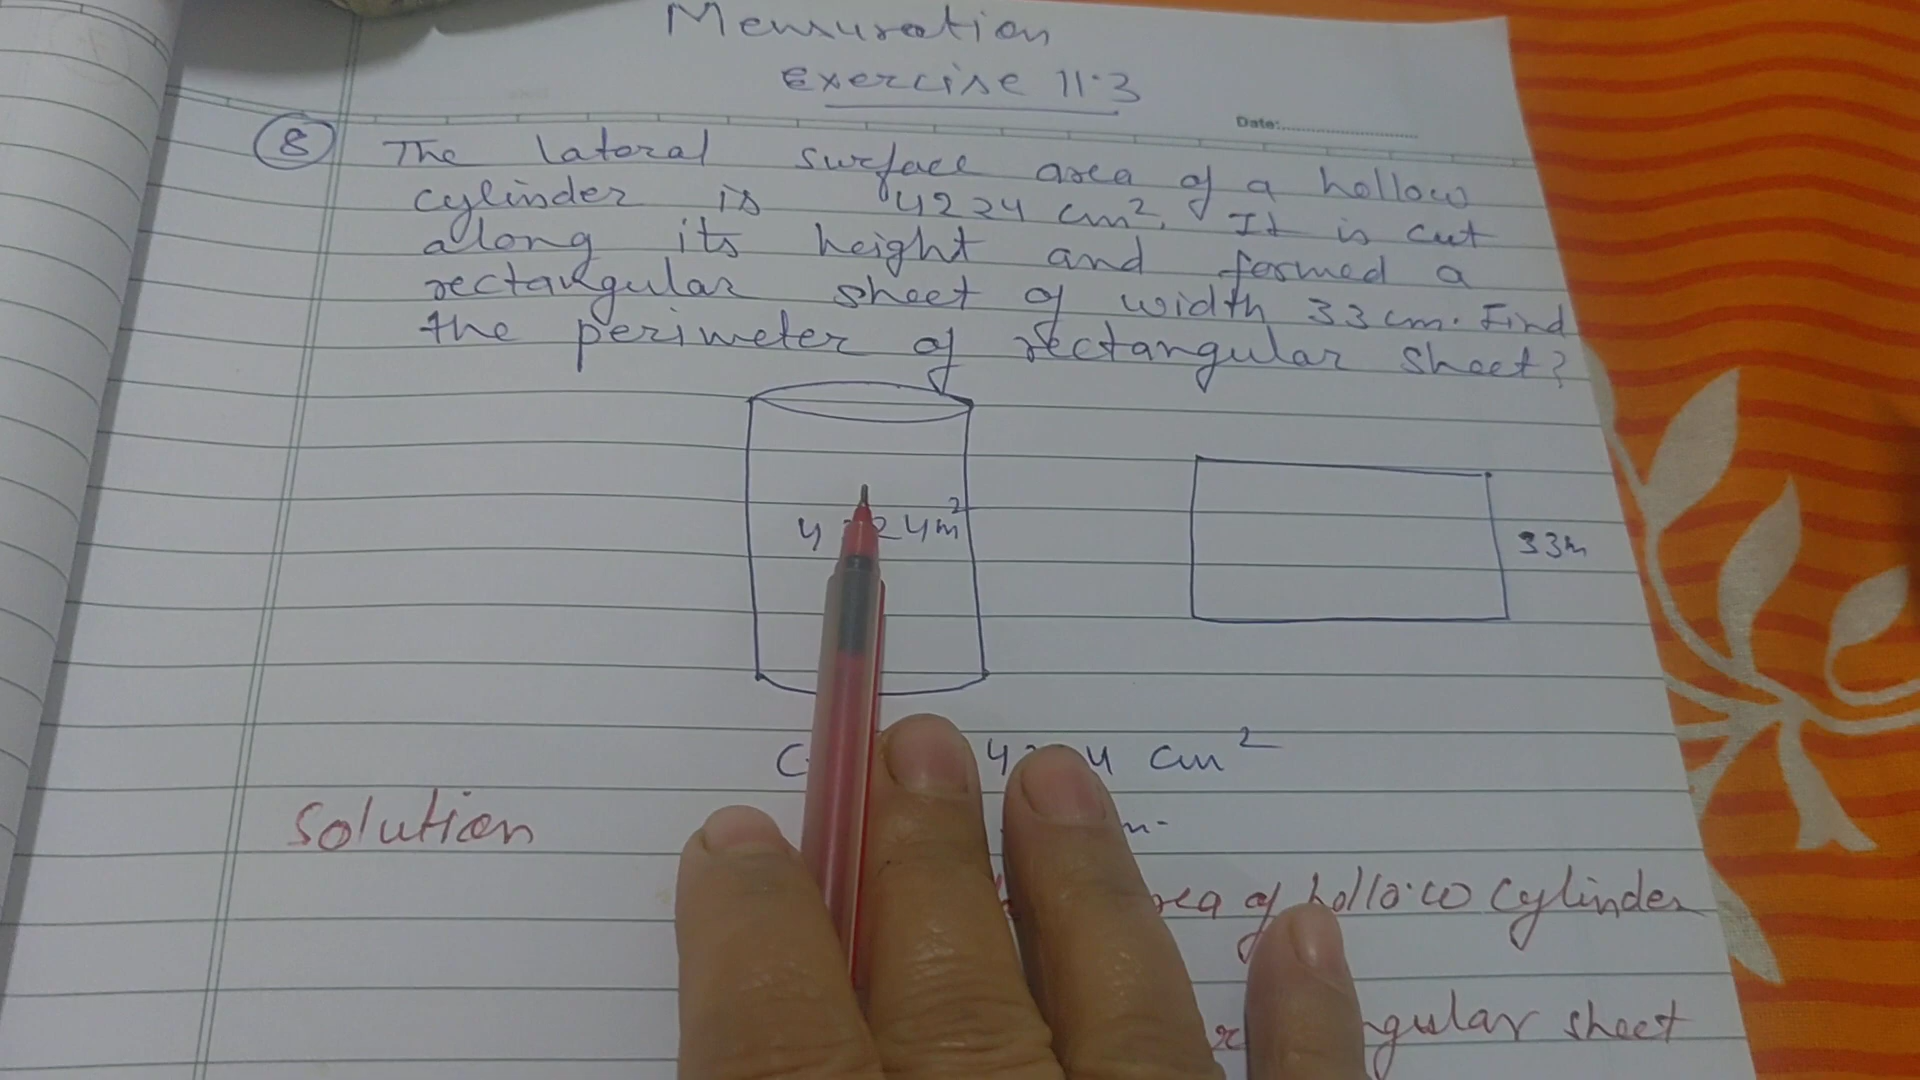 Mensuration
Exercise 11.3
Date:
8 The lateral surface area of a hollow
cylinder is 4224 cm². It is cut
along its height and formed a
rectangular sheet of width 33 cm. Find
the perimeter of rectangular sheet?
33m
cm²
Solution
of hollow cylinder
sheet